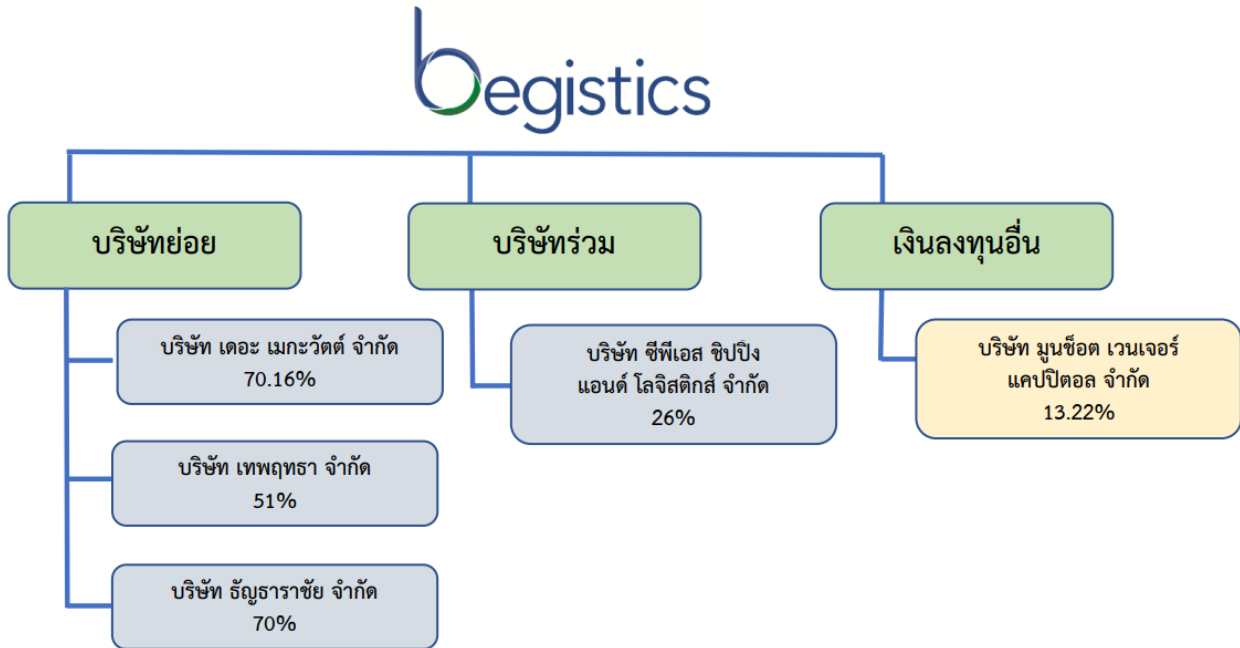 begistics
บริษัทย่อย
บริษัท เดอะ เมกะวัตต์ จำกัด
70.16%
บริษัท เทพฤทธา จำกัด
51%
บริษัท ธัญธาราชัย จำกัด
70%
บริษัทร่วม
บริษัท ซีพีเอส ชิปปิ้ง
แอนด์ โลจิสติกส์ จำกัด
26%
เงินลงทุนอื่น
บริษัท มูนช็อต เวนเจอร์
แคปปิตอล จำกัด
13.22%